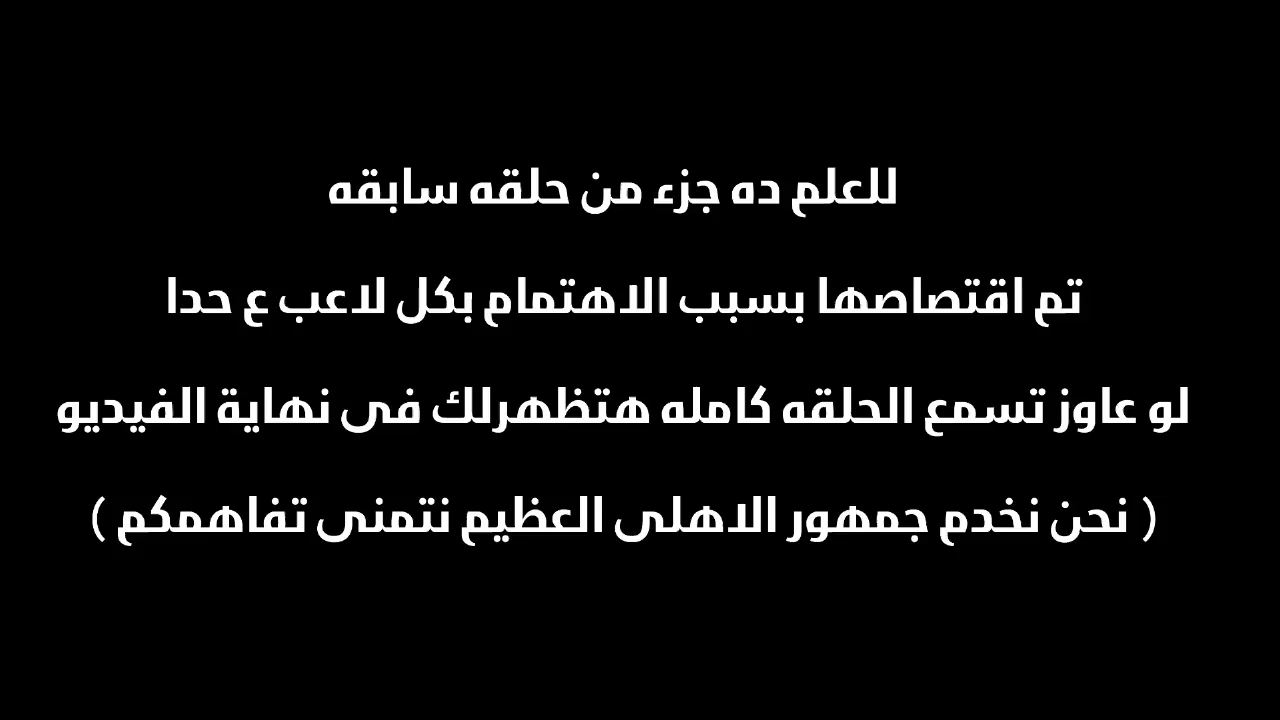 للعلم ده جزء من حلقه سابقه
تم اقتصاصها بسبب الاهتمام بكل لاعب ع حدا
لو عاوز تسمع الحلقه كامله هتظهرلك فى نهاية الفيديو
( نحن نخدم جمهور الاهلى العظيم نتمنى تفاهمكم )